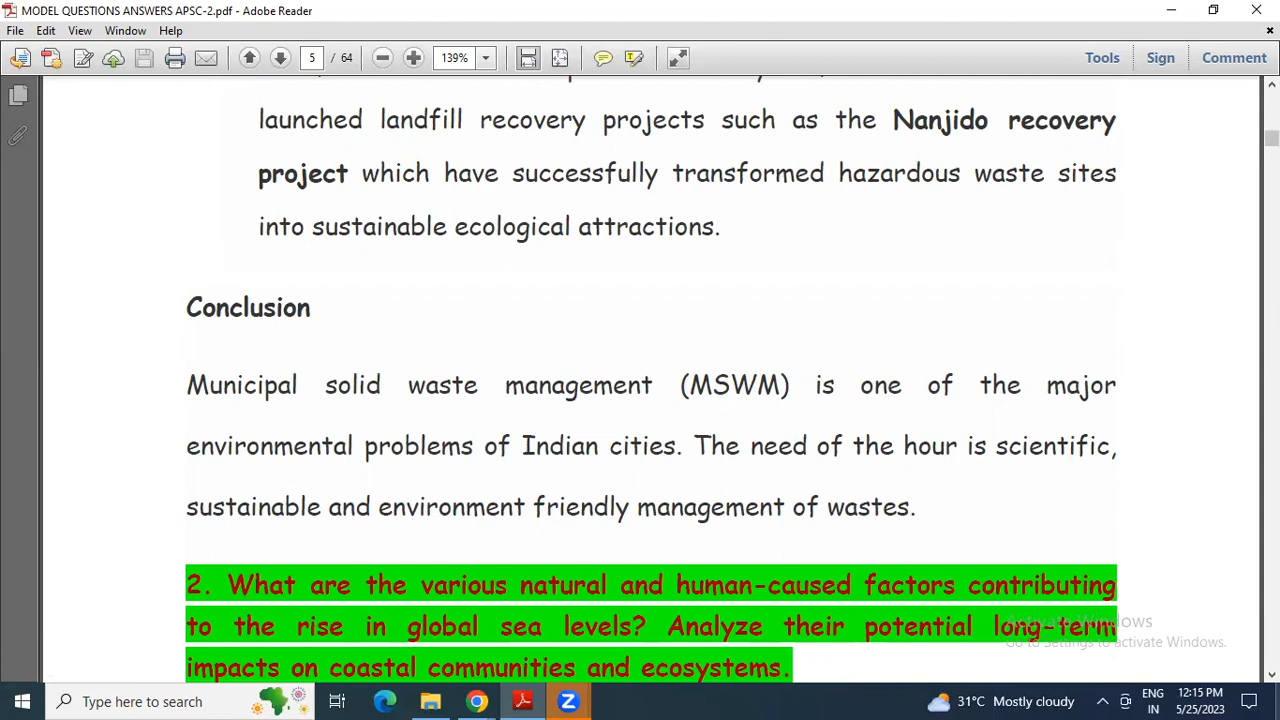 MODEL QUESTIONS ANSWERS APSC-2.pdf - Adobe Reader
File Edit View Window Help
5 / 64 139% Tools Sign Comment
launched landfill recovery projects such as the Nanjido recovery
project which have successfully transformed hazardous waste sites
into sustainable ecological attractions.
Conclusion
Municipal solid waste management (MSWM) is one of the major
environmental problems of Indian cities. The need of the hour is scientific,
sustainable and environment friendly management of wastes.
2. What are the various natural and human-caused factors contributing
to the rise in global sea levels? Analyze their potential long-term
impacts on coastal communities and ecosystems.
Activate Windows
Go to Settings to activate Windows.
Type here to search
31°C Mostly cloudy
ENG
IN
12:15 PM
5/25/2023